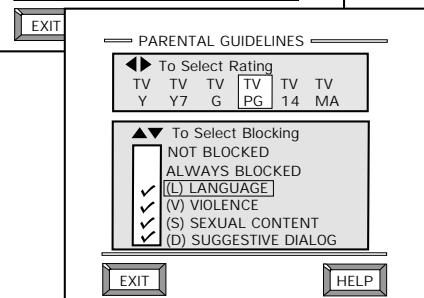 EXIT
PARENTAL GUIDELINES
To Select Rating
TV TV TV TV TV TV
Y Y7 G PG 14 MA
To Select Blocking
NOT BLOCKED
ALWAYS BLOCKED
(L) LANGUAGE
(V) VIOLENCE
(S) SEXUAL CONTENT
(D) SUGGESTIVE DIALOG
EXIT HELP